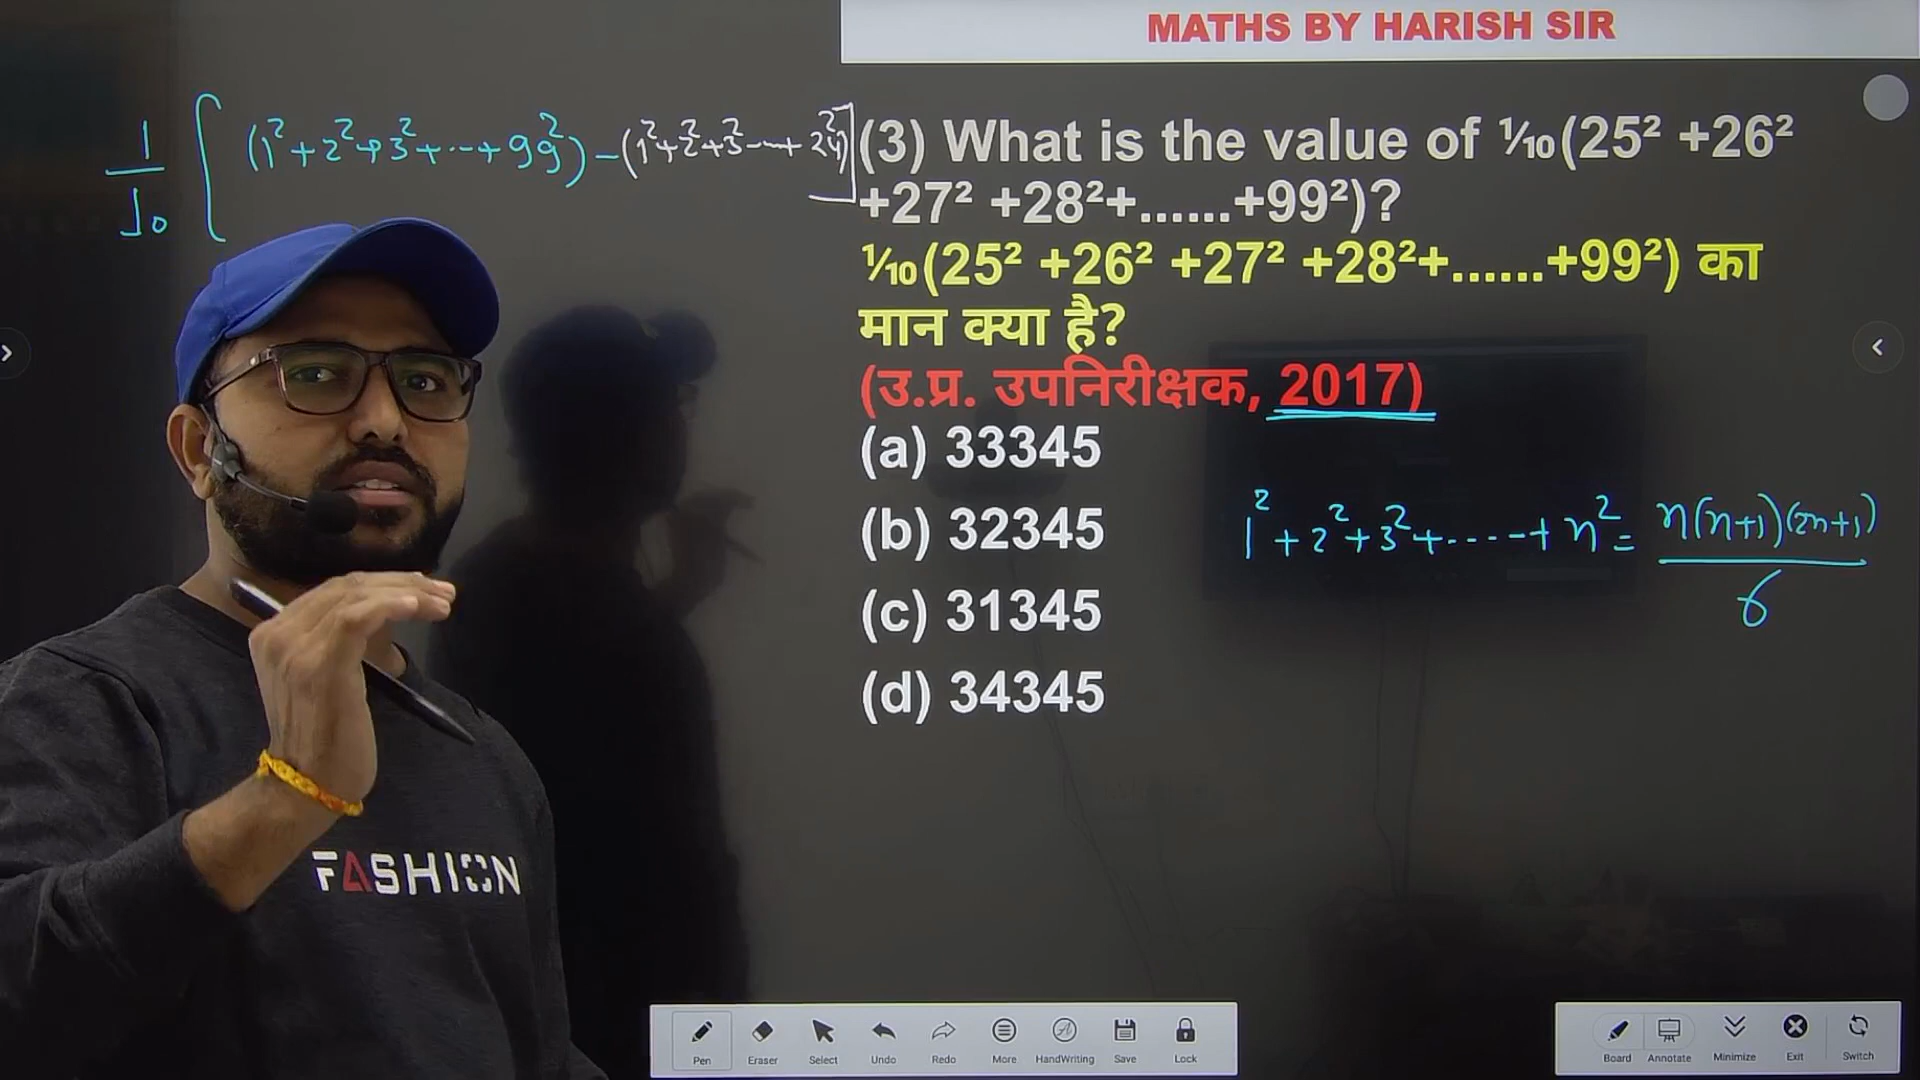 MATHS BY HARISH SIR
1/10 [(1²+2²+3²+...+99²)-(1²+2²+3²...+24²)]
(3) What is the value of ⅒(25² +26²
+27² +28²+......+99²)?
⅒(25² +26² +27² +28²+......+99²) का
मान क्या है?
(उ.प्र. उपनिरीक्षक, 2017)
(a) 33345
(b) 32345
(c) 31345
(d) 34345
1²+2²+3²+.....+n²= n(n+1)(2n+1)/6
FASHION
Pen Eraser Select Undo Redo More HandWriting Save Lock
Board Annotate Minimize Exit Switch